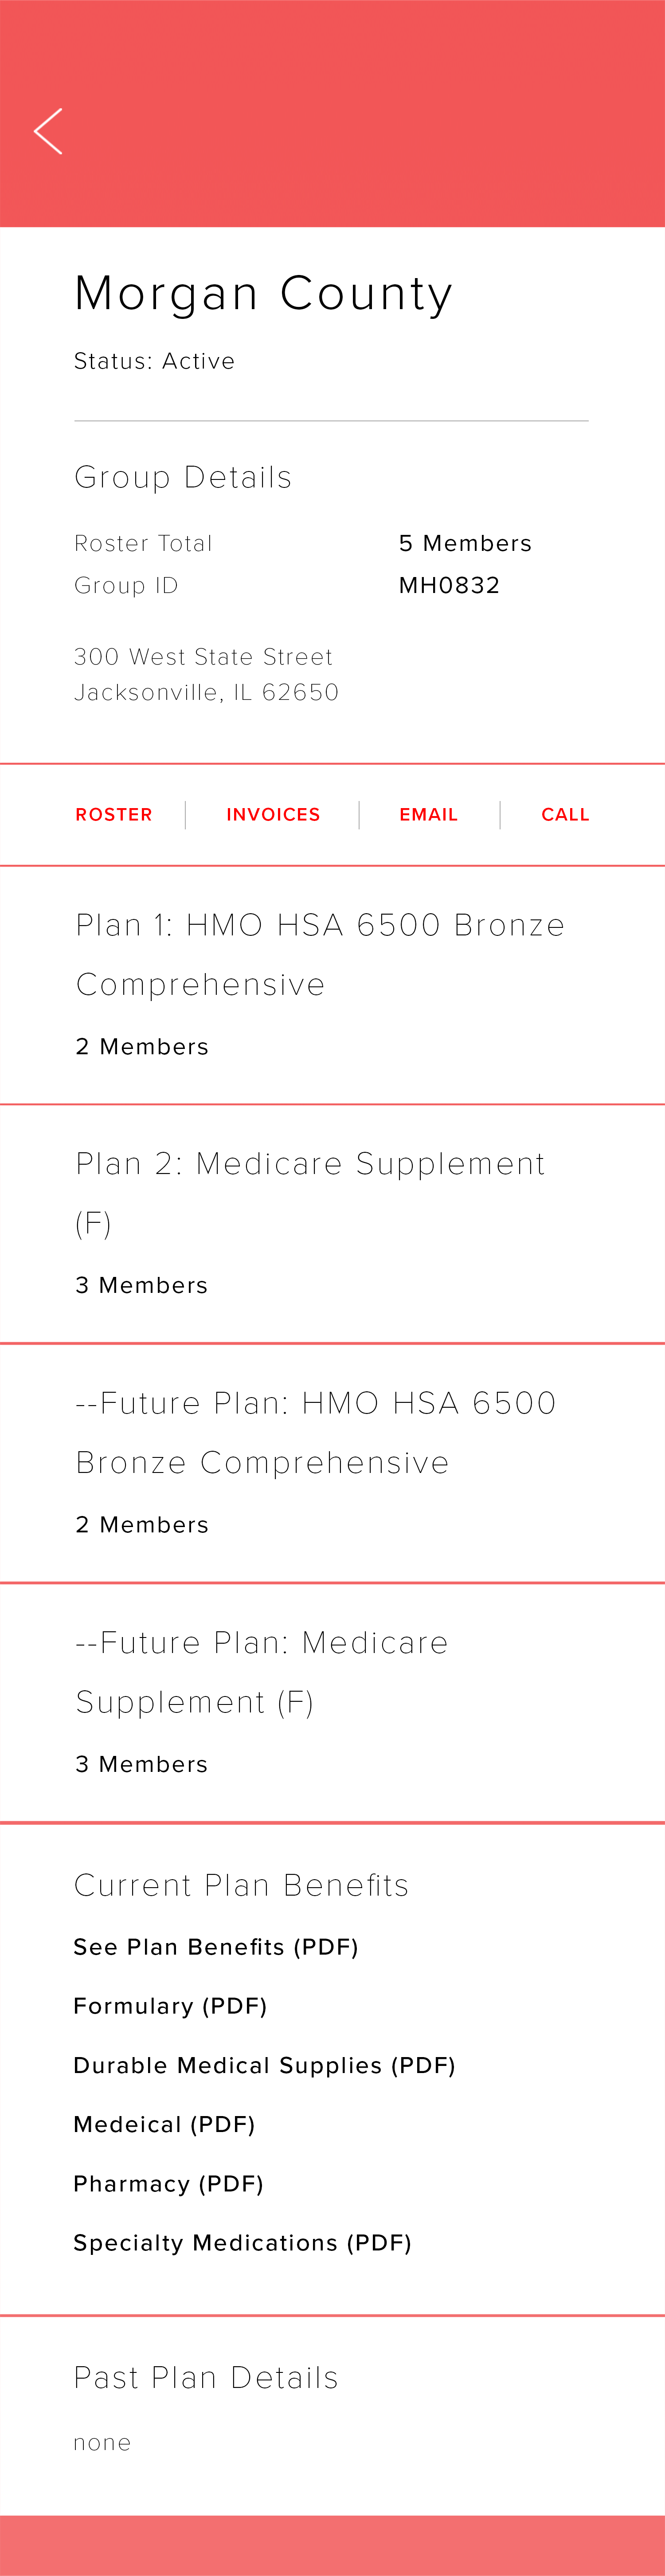 Morgan County
Status: Active
Group Details
Roster Total 5 Members
Group ID MH0832
300 West State Street
Jacksonville, IL 62650
ROSTER INVOICES EMAIL CALL
Plan 1: HMO HSA 6500 Bronze
Comprehensive
2 Members
Plan 2: Medicare Supplement
(F)
3 Members
--Future Plan: HMO HSA 6500
Bronze Comprehensive
2 Members
--Future Plan: Medicare
Supplement (F)
3 Members
Current Plan Benefits
See Plan Benefits (PDF)
Formulary (PDF)
Durable Medical Supplies (PDF)
Medeical (PDF)
Pharmacy (PDF)
Specialty Medications (PDF)
Past Plan Details
none